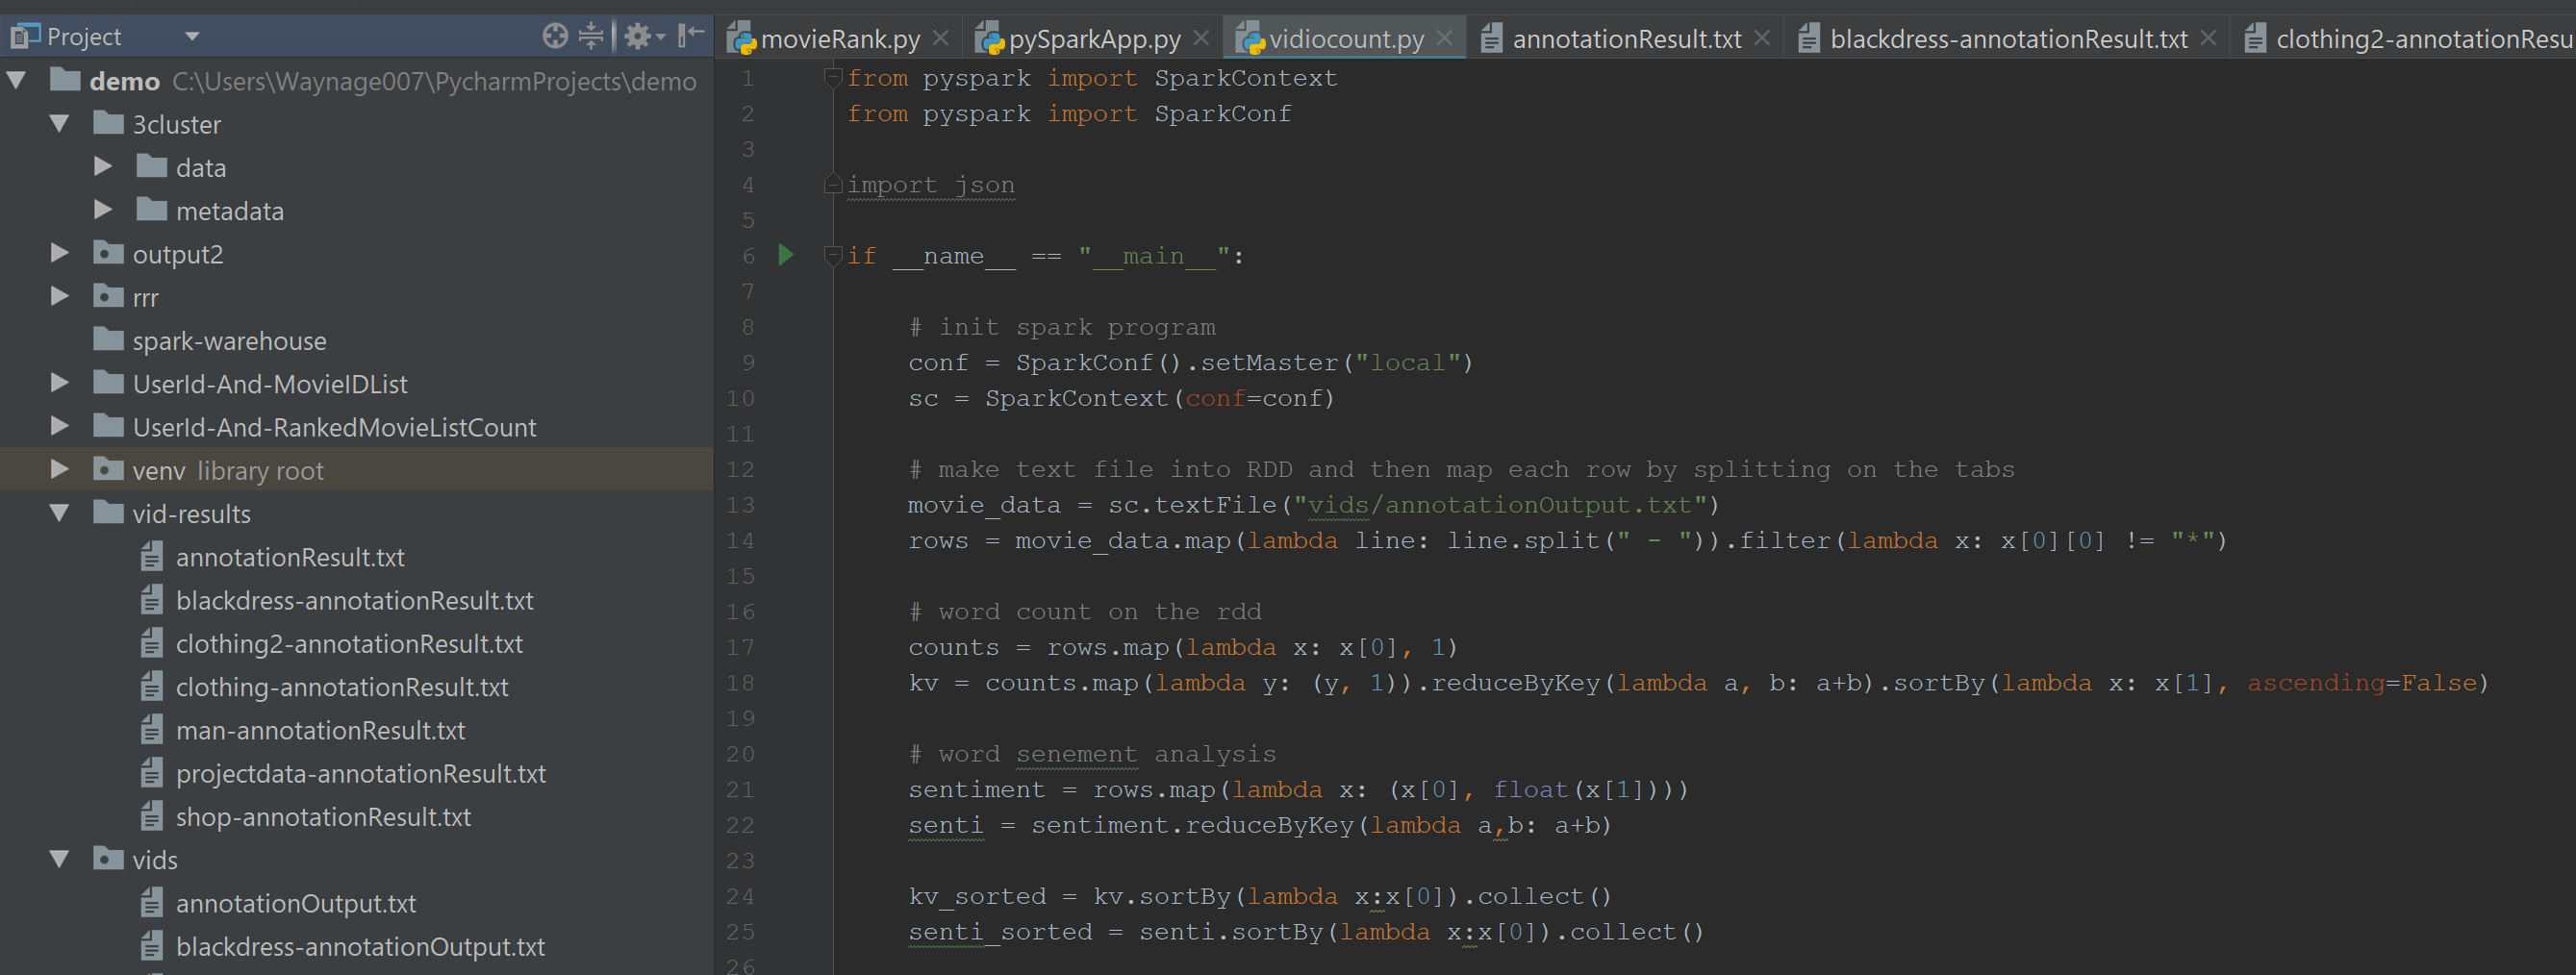 Project
demo C:\Users\Waynage007\PycharmProjects\demo
3cluster
data
metadata
output2
rrr
spark-warehouse
UserId-And-MovieIDList
UserId-And-RankedMovieListCount
venv library root
vid-results
annotationResult.txt
blackdress-annotationResult.txt
clothing2-annotationResult.txt
clothing-annotationResult.txt
man-annotationResult.txt
projectdata-annotationResult.txt
shop-annotationResult.txt
vids
annotationOutput.txt
blackdress-annotationOutput.txt
movieRank.py pySparkApp.py vidiocount.py annotationResult.txt blackdress-annotationResult.txt clothing2-annotationResu
1 from pyspark import SparkContext
2 from pyspark import SparkConf
3
4 import json
5
6 if __name__ == "__main__":
7
8 # init spark program
9 conf = SparkConf().setMaster("local")
10 sc = SparkContext(conf=conf)
11
12 # make text file into RDD and then map each row by splitting on the tabs
13 movie_data = sc.textFile("vids/annotationOutput.txt")
14 rows = movie_data.map(lambda line: line.split(" - ")).filter(lambda x: x[0][0] != "*")
15
16 # word count on the rdd
17 counts = rows.map(lambda x: x[0], 1)
18 kv = counts.map(lambda y: (y, 1)).reduceByKey(lambda a, b: a+b).sortBy(lambda x: x[1], ascending=False)
19
20 # word senement analysis
21 sentiment = rows.map(lambda x: (x[0], float(x[1])))
22 senti = sentiment.reduceByKey(lambda a,b: a+b)
23
24 kv_sorted = kv.sortBy(lambda x:x[0]).collect()
25 senti_sorted = senti.sortBy(lambda x:x[0]).collect()
26